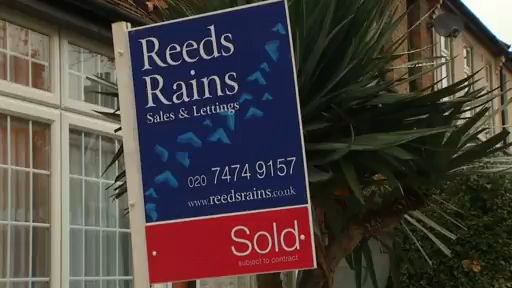 Reeds
Rains
Sales & Lettings
020 7474 9157
www.reedsrains.co.uk
Sold
subject to contract